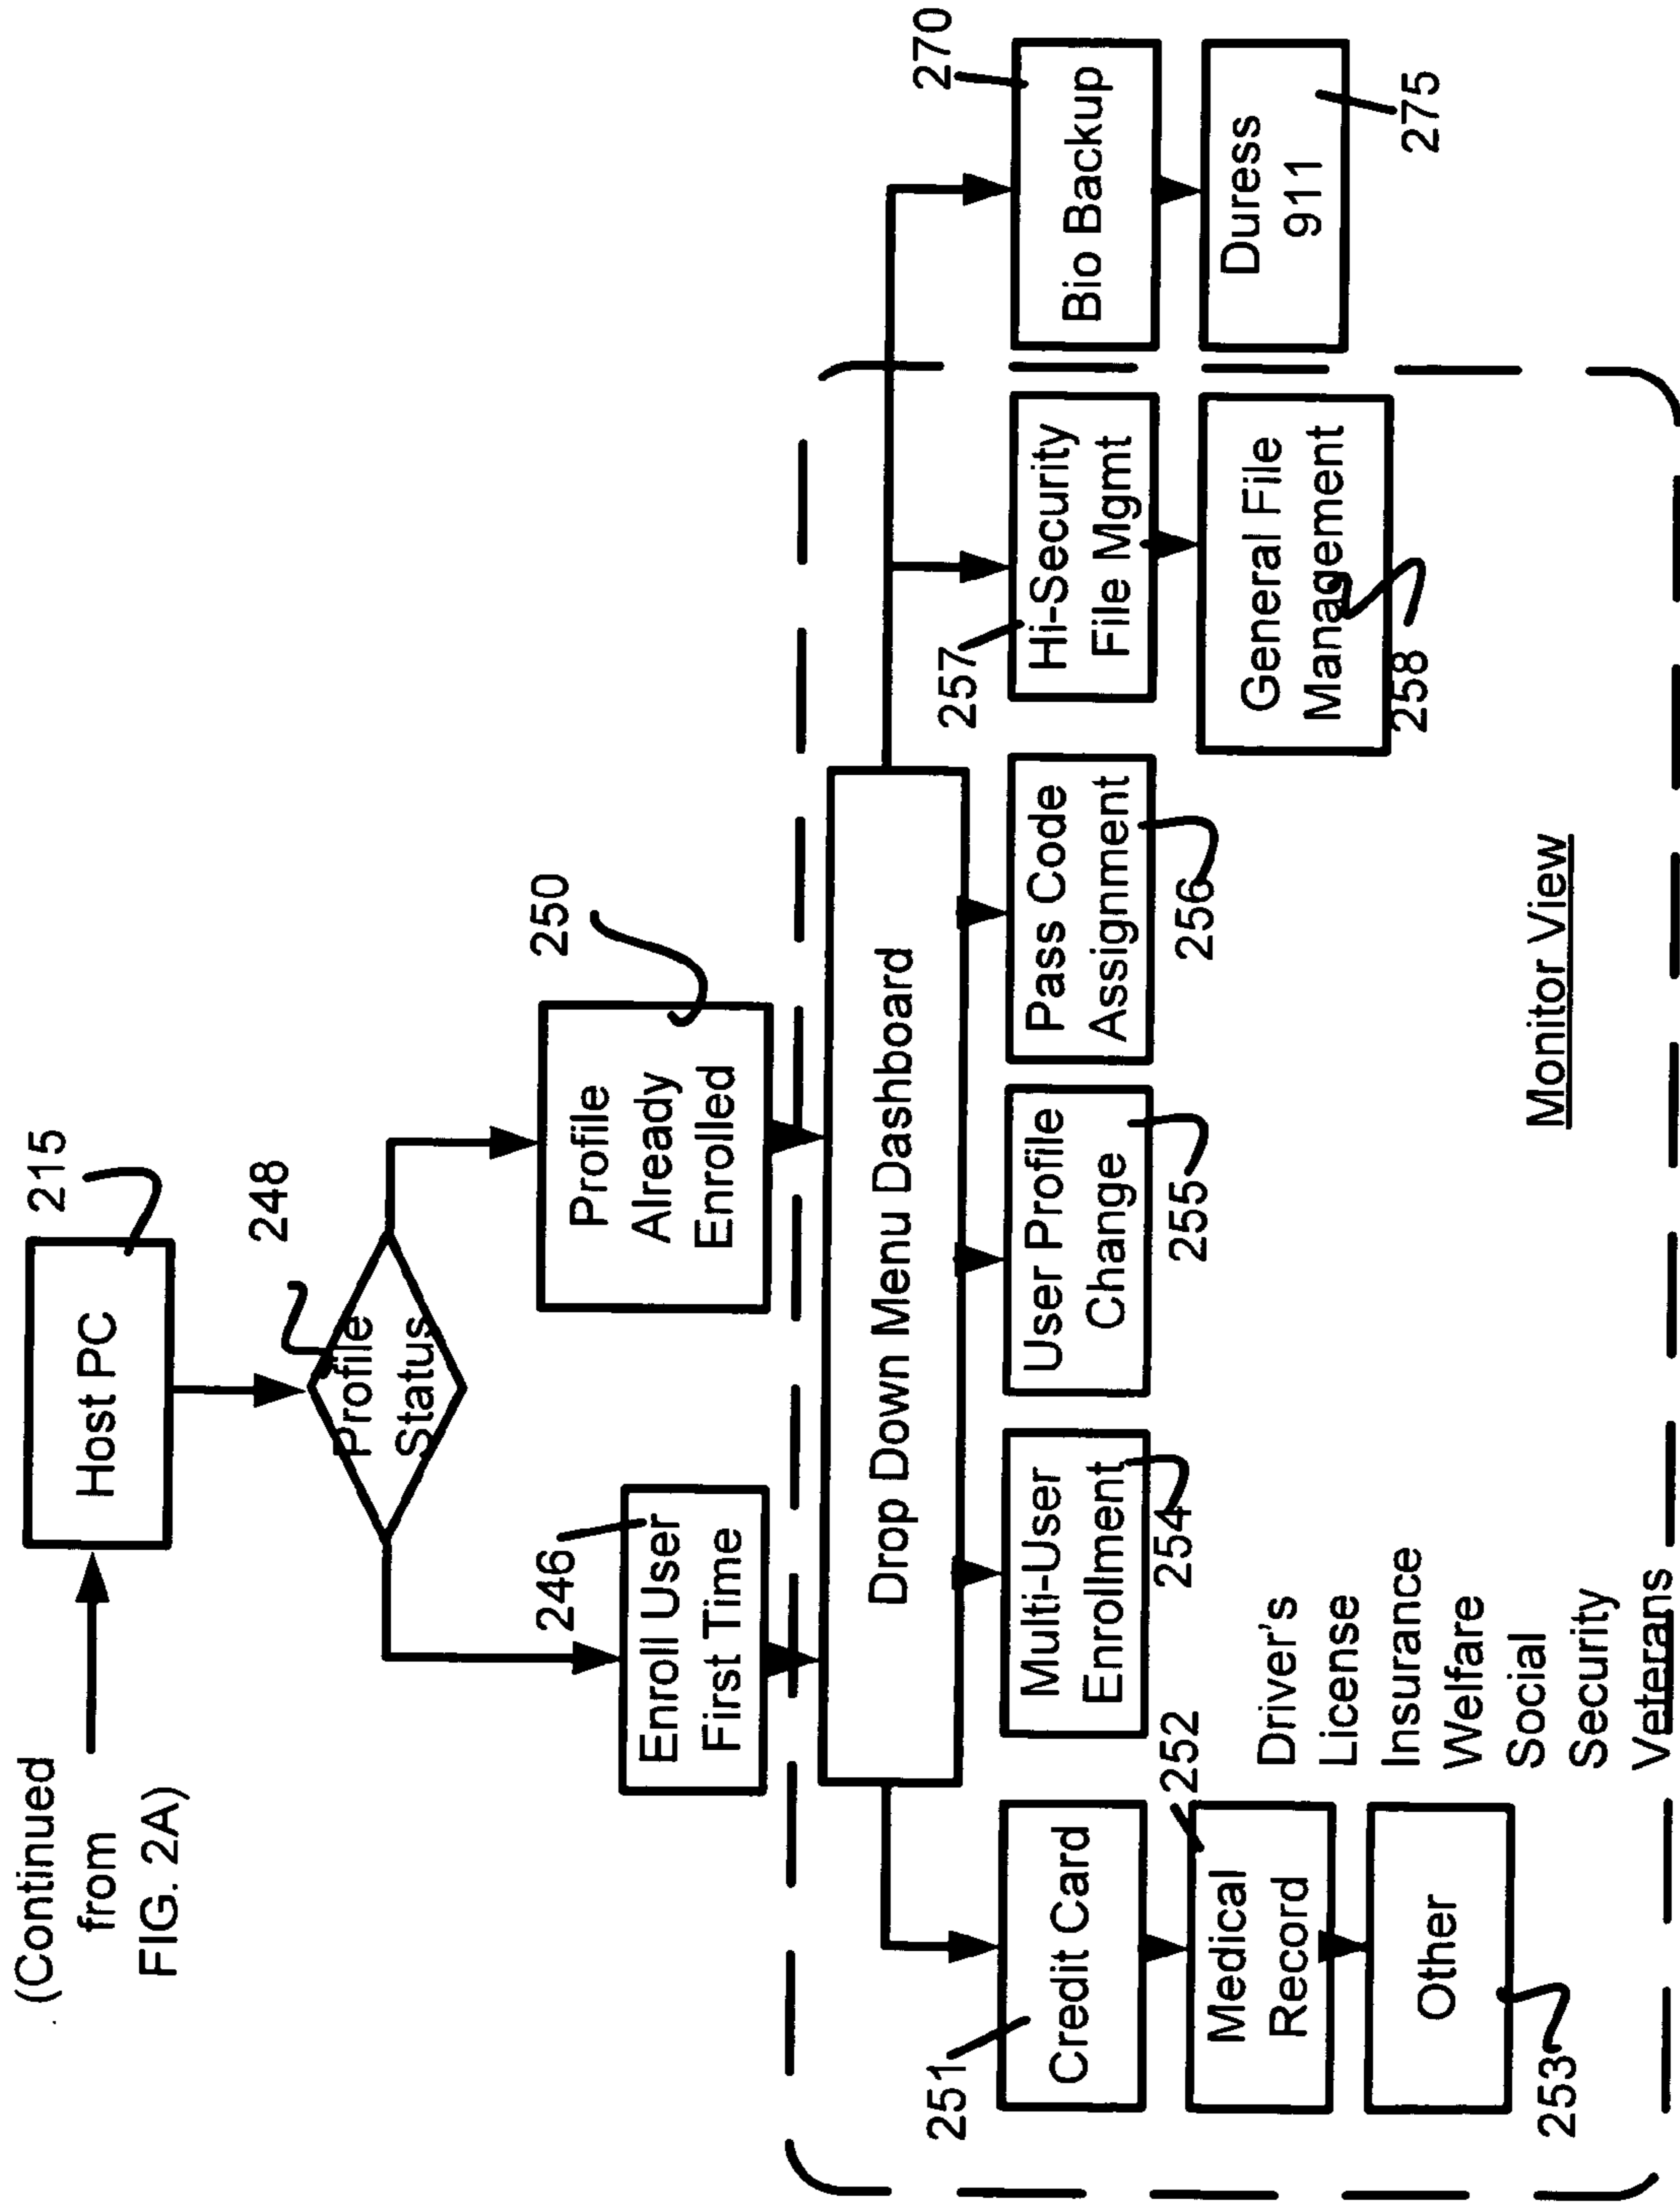 (Continued
from
FIG. 2A)
Host PC
215
248
Profile
Status
246
Enroll User
First Time
250
Profile
Already
Enrolled
Drop Down Menu Dashboard
251
Credit Card
252
Medical
Record
Other
253
Driver's
License
Insurance
Welfare
Social
Security
Veterans
Multi-User
Enrollment
254
User Profile
Change
255
Pass Code
Assignment
256
257
Hi-Security
File Mgmt
General File
Management
258
270
Bio Backup
Duress
911
275
Monitor View